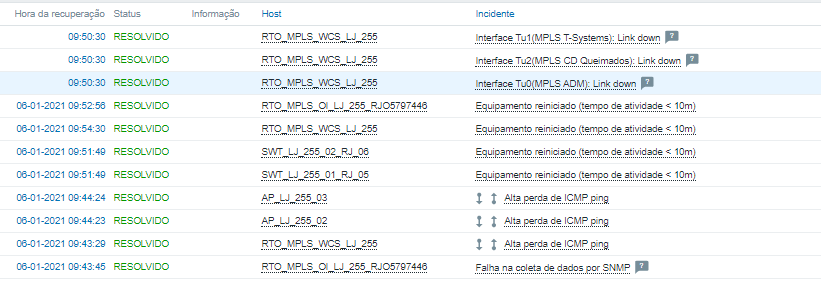 Hora da recuperação Status Informação Host Incidente
09:50:30 RESOLVIDO RTO_MPLS_WCS_LJ_255 Interface Tu1(MPLS T-Systems): Link down ?
09:50:30 RESOLVIDO RTO_MPLS_WCS_LJ_255 Interface Tu2(MPLS CD Queimados): Link down ?
09:50:30 RESOLVIDO RTO_MPLS_WCS_LJ_255 Interface Tu0(MPLS ADM): Link down ?
06-01-2021 09:52:56 RESOLVIDO RTO_MPLS_OI_LJ_255_RJO5797446 Equipamento reiniciado (tempo de atividade < 10m)
06-01-2021 09:54:30 RESOLVIDO RTO_MPLS_WCS_LJ_255 Equipamento reiniciado (tempo de atividade < 10m)
06-01-2021 09:51:49 RESOLVIDO SWT_LJ_255_02_RJ_06 Equipamento reiniciado (tempo de atividade < 10m)
06-01-2021 09:51:49 RESOLVIDO SWT_LJ_255_01_RJ_05 Equipamento reiniciado (tempo de atividade < 10m)
06-01-2021 09:44:24 RESOLVIDO AP_LJ_255_03 Alta perda de ICMP ping
06-01-2021 09:44:23 RESOLVIDO AP_LJ_255_02 Alta perda de ICMP ping
06-01-2021 09:43:29 RESOLVIDO RTO_MPLS_WCS_LJ_255 Alta perda de ICMP ping
06-01-2021 09:43:45 RESOLVIDO RTO_MPLS_OI_LJ_255_RJO5797446 Falha na coleta de dados por SNMP ?